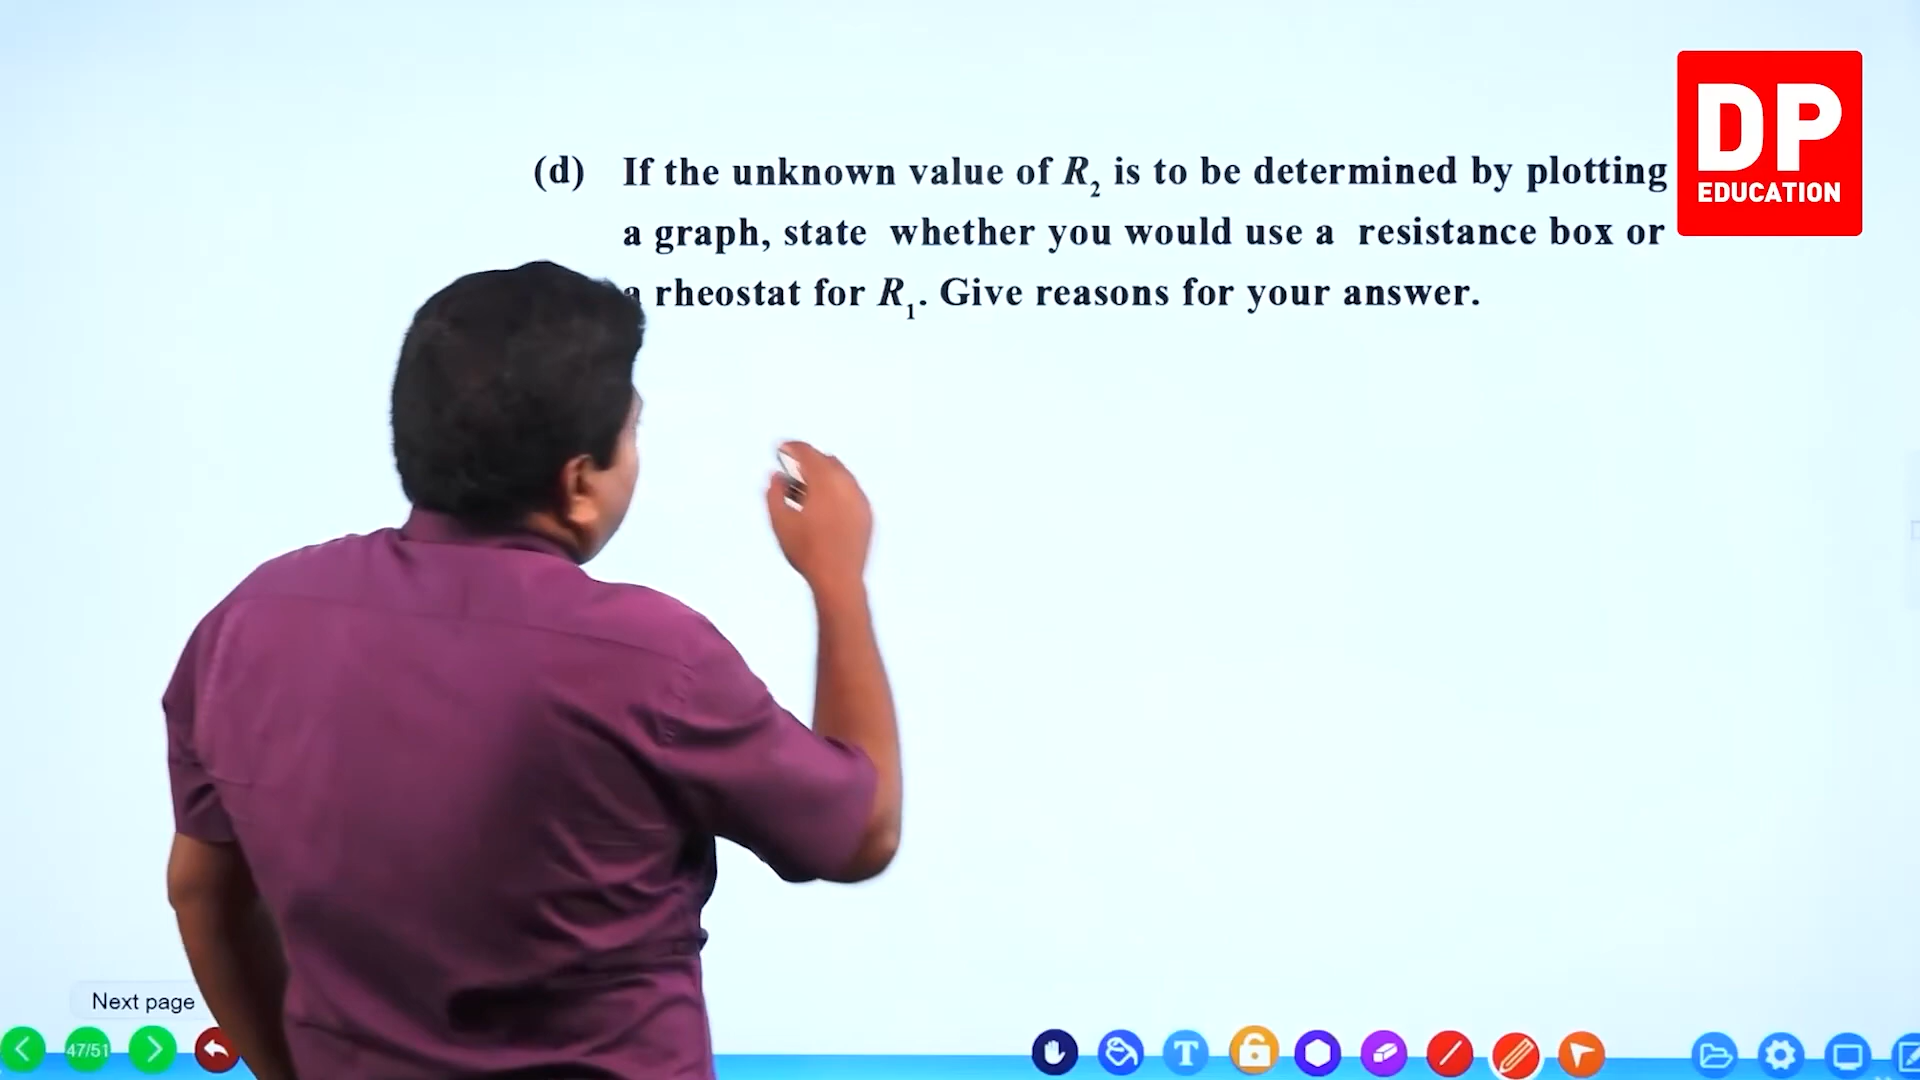 DP
EDUCATION
(d) If the unknown value of R₂ is to be determined by plotting
a graph, state whether you would use a resistance box or
a rheostat for R₁. Give reasons for your answer.
Next page
47/51
T